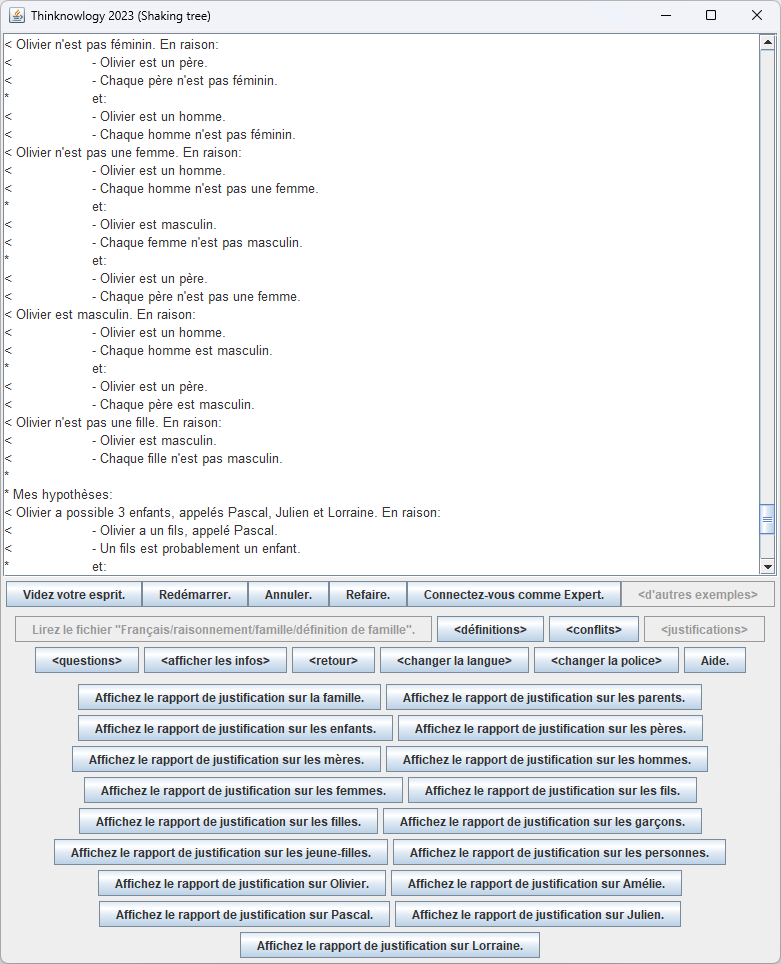 Thinknowlogy 2023 (Shaking tree)
< Olivier n'est pas féminin. En raison:
< - Olivier est un père.
< - Chaque père n'est pas féminin.
* et:
< - Olivier est un homme.
< - Chaque homme n'est pas féminin.
< Olivier n'est pas une femme. En raison:
< - Olivier est un homme.
< - Chaque homme n'est pas une femme.
* et:
< - Olivier est masculin.
< - Chaque femme n'est pas masculin.
* et:
< - Olivier est un père.
< - Chaque père n'est pas une femme.
< Olivier est masculin. En raison:
< - Olivier est un homme.
< - Chaque homme est masculin.
* et:
< - Olivier est un père.
< - Chaque père est masculin.
< Olivier n'est pas une fille. En raison:
< - Olivier est masculin.
< - Chaque fille n'est pas masculin.
*
* Mes hypothèses:
< Olivier a possible 3 enfants, appelés Pascal, Julien et Lorraine. En raison:
< - Olivier a un fils, appelé Pascal.
< - Un fils est probablement un enfant.
* et:
Videz votre esprit. Redémarrer. Annuler. Refaire. Connectez-vous comme Expert. <d'autres exemples>
Lirez le fichier "Français/raisonnement/famille/définition de famille". <définitions> <conflits> <justifications>
<questions> <afficher les infos> <retour> <changer la langue> <changer la police> Aide.
Affichez le rapport de justification sur la famille. Affichez le rapport de justification sur les parents.
Affichez le rapport de justification sur les enfants. Affichez le rapport de justification sur les pères.
Affichez le rapport de justification sur les mères. Affichez le rapport de justification sur les hommes.
Affichez le rapport de justification sur les femmes. Affichez le rapport de justification sur les fils.
Affichez le rapport de justification sur les filles. Affichez le rapport de justification sur les garçons.
Affichez le rapport de justification sur les jeune-filles. Affichez le rapport de justification sur les personnes.
Affichez le rapport de justification sur Olivier. Affichez le rapport de justification sur Amélie.
Affichez le rapport de justification sur Pascal. Affichez le rapport de justification sur Julien.
Affichez le rapport de justification sur Lorraine.